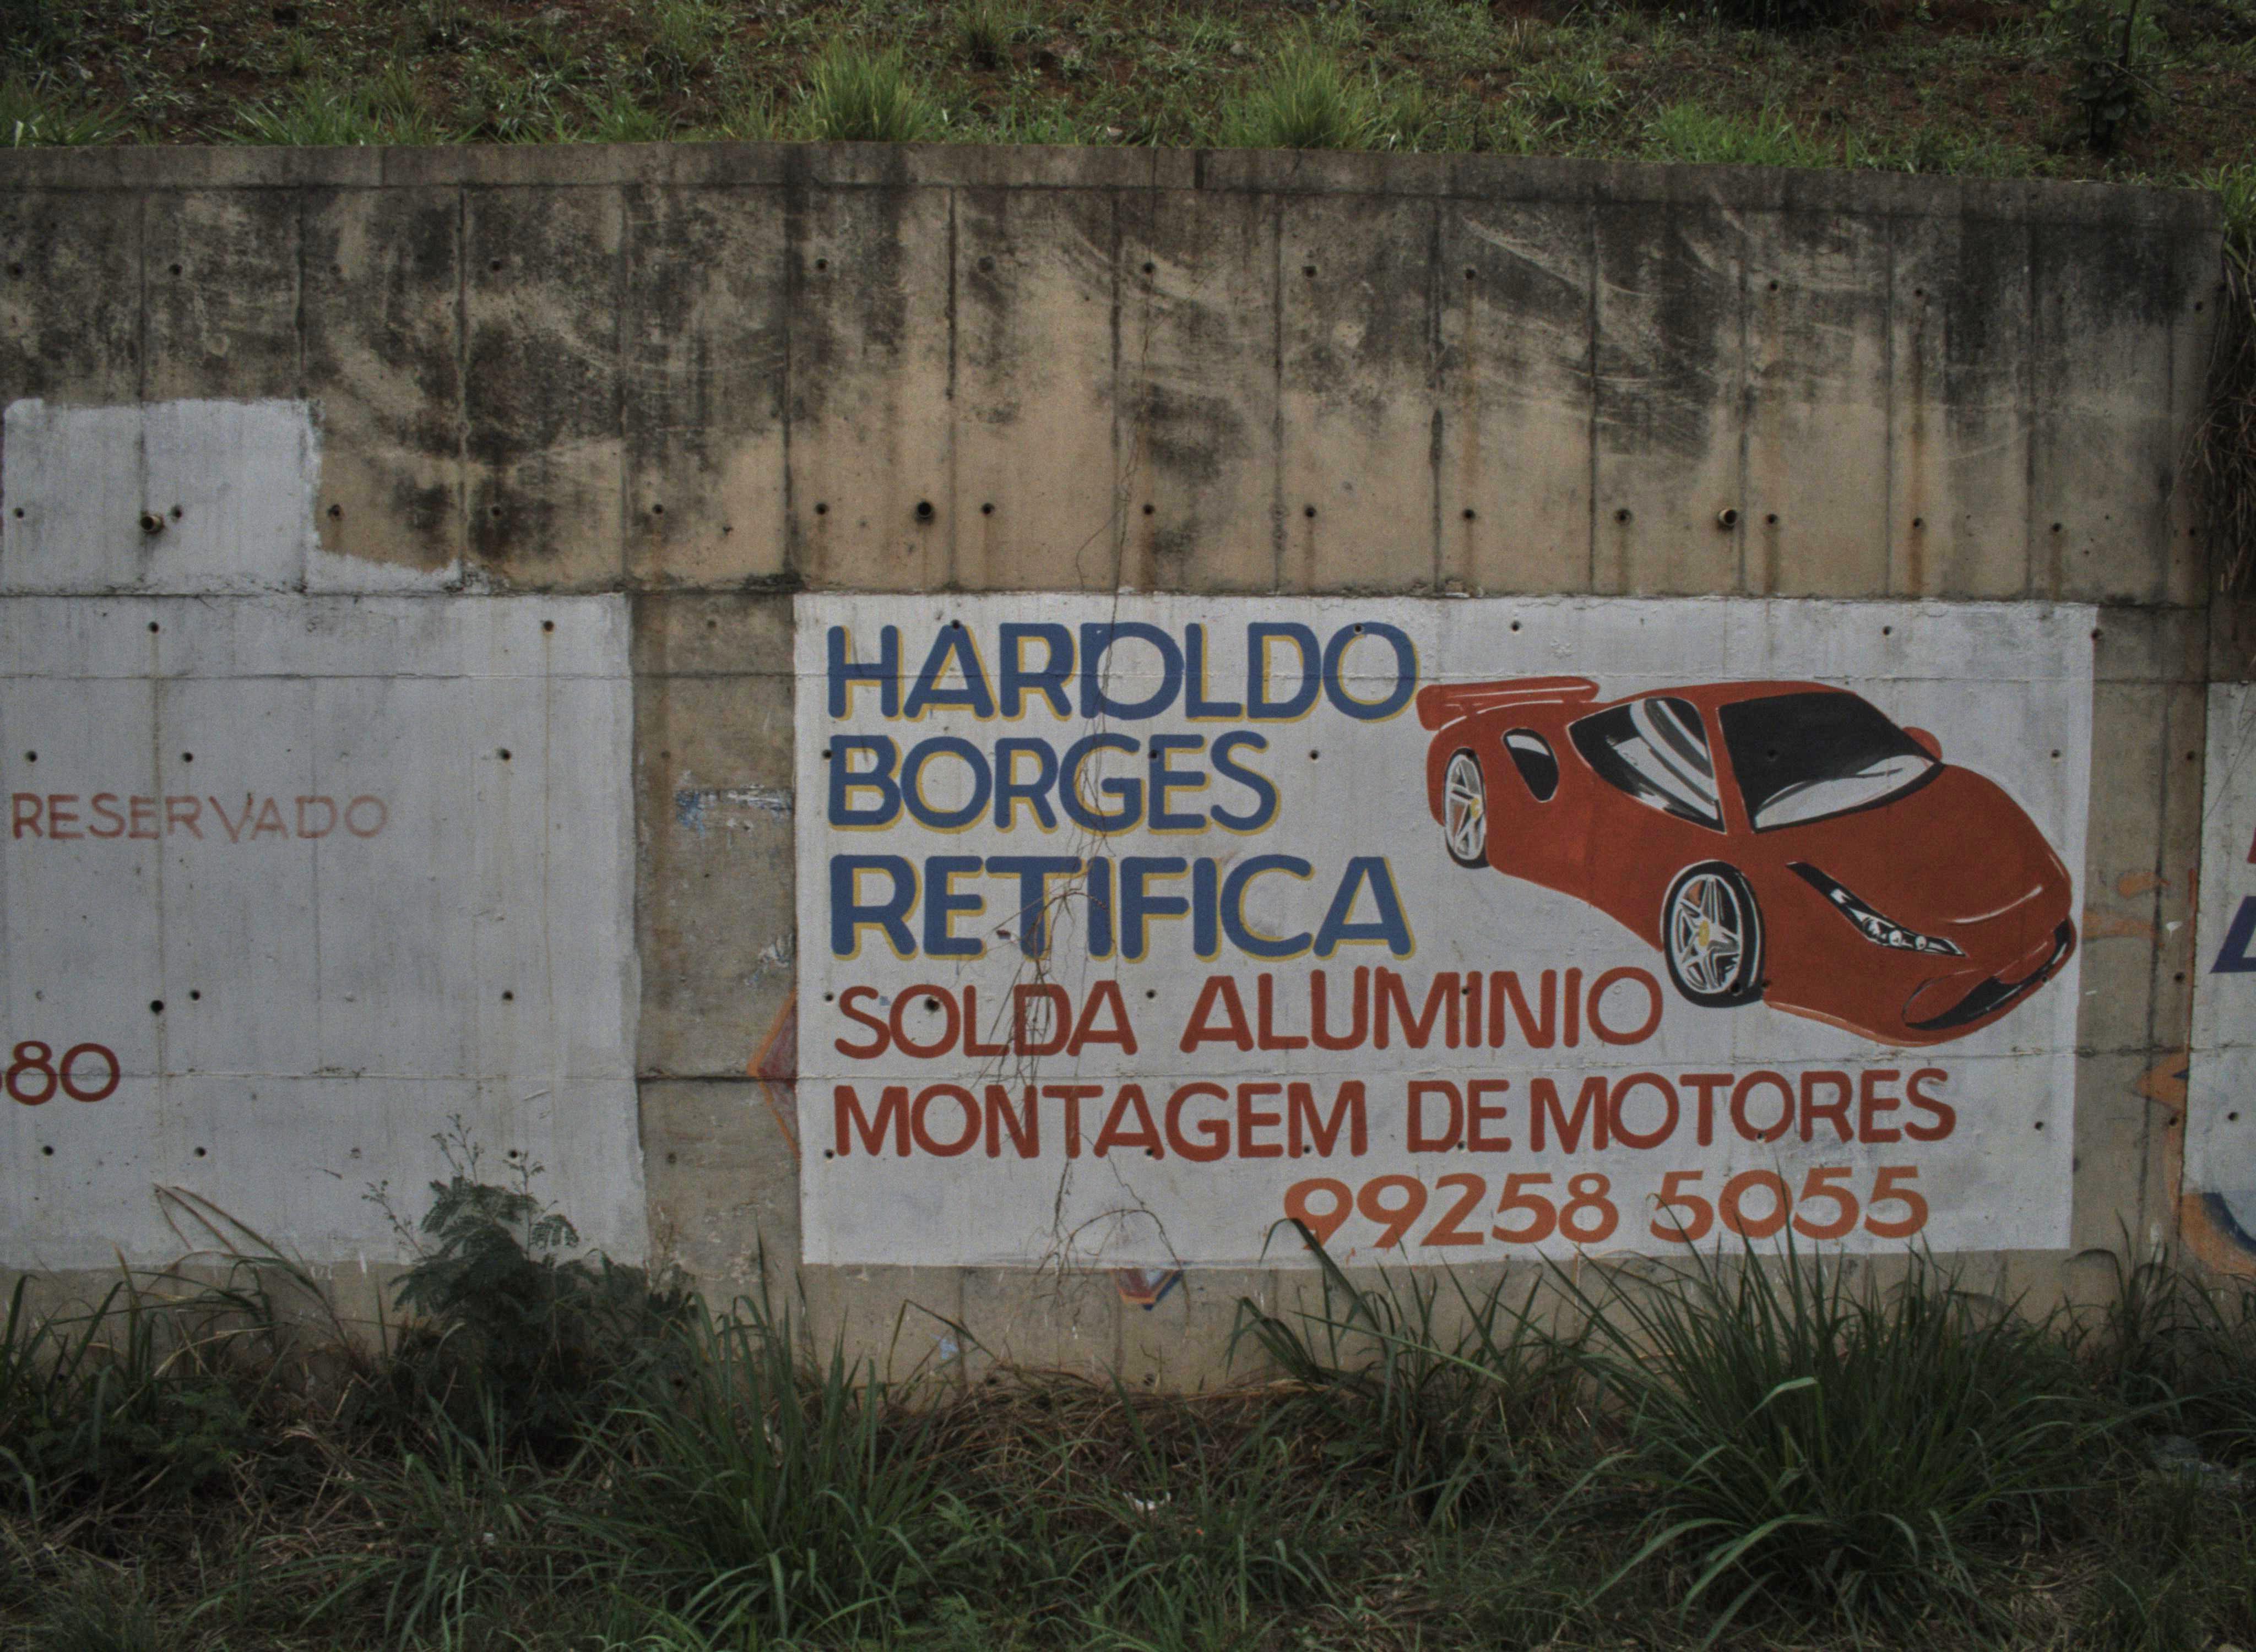 RESERVADO
80
HAROLDO
BORGES
RETIFICA
SOLDA ALUMINIO
MONTAGEM DE MOTORES
99258 5055